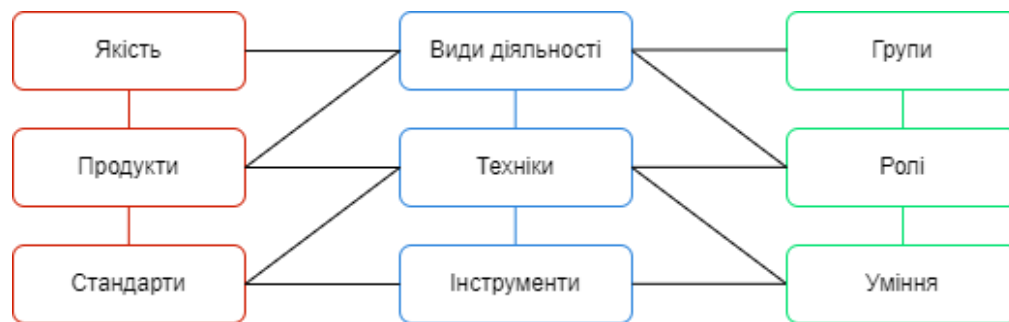 Якість
Види діяльності
Групи
Продукти
Техніки
Ролі
Стандарти
Інструменти
Уміння